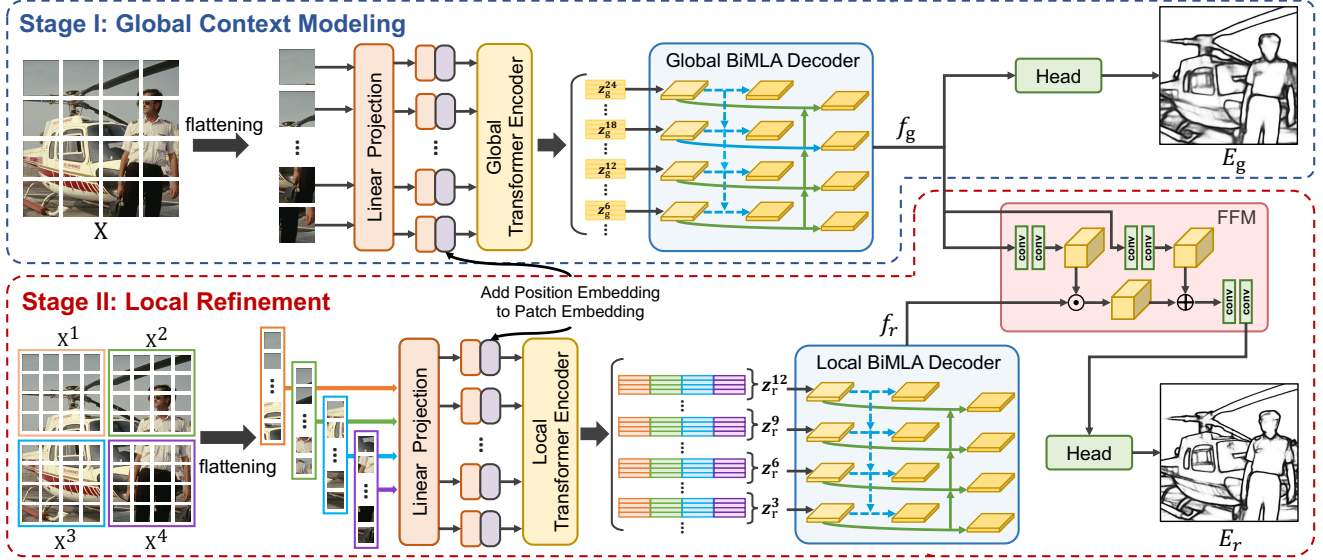 Stage I: Global Context Modeling
X
flattening
...
Linear Projection
...
Global
Transformer Encoder
z_g^24
...
z_g^18
...
z_g^12
...
z_g^6
...
Global BiMLA Decoder
f_g
Head
E_g
FFM
conv
conv
conv
conv
conv
conv
Add Position Embedding
to Patch Embedding
Stage II: Local Refinement
X^1
X^2
X^3
X^4
flattening
...
...
...
...
Linear Projection
...
Local
Transformer Encoder
z_r^12
...
z_r^9
...
z_r^6
...
z_r^3
...
Local BiMLA Decoder
f_r
Head
E_r